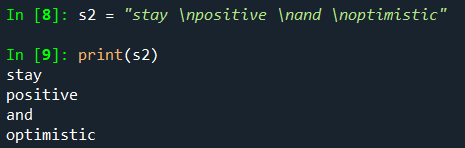 In [8]: s2 = "stay \npositive \nand \noptimistic"
In [9]: print(s2)
stay
positive
and
optimistic